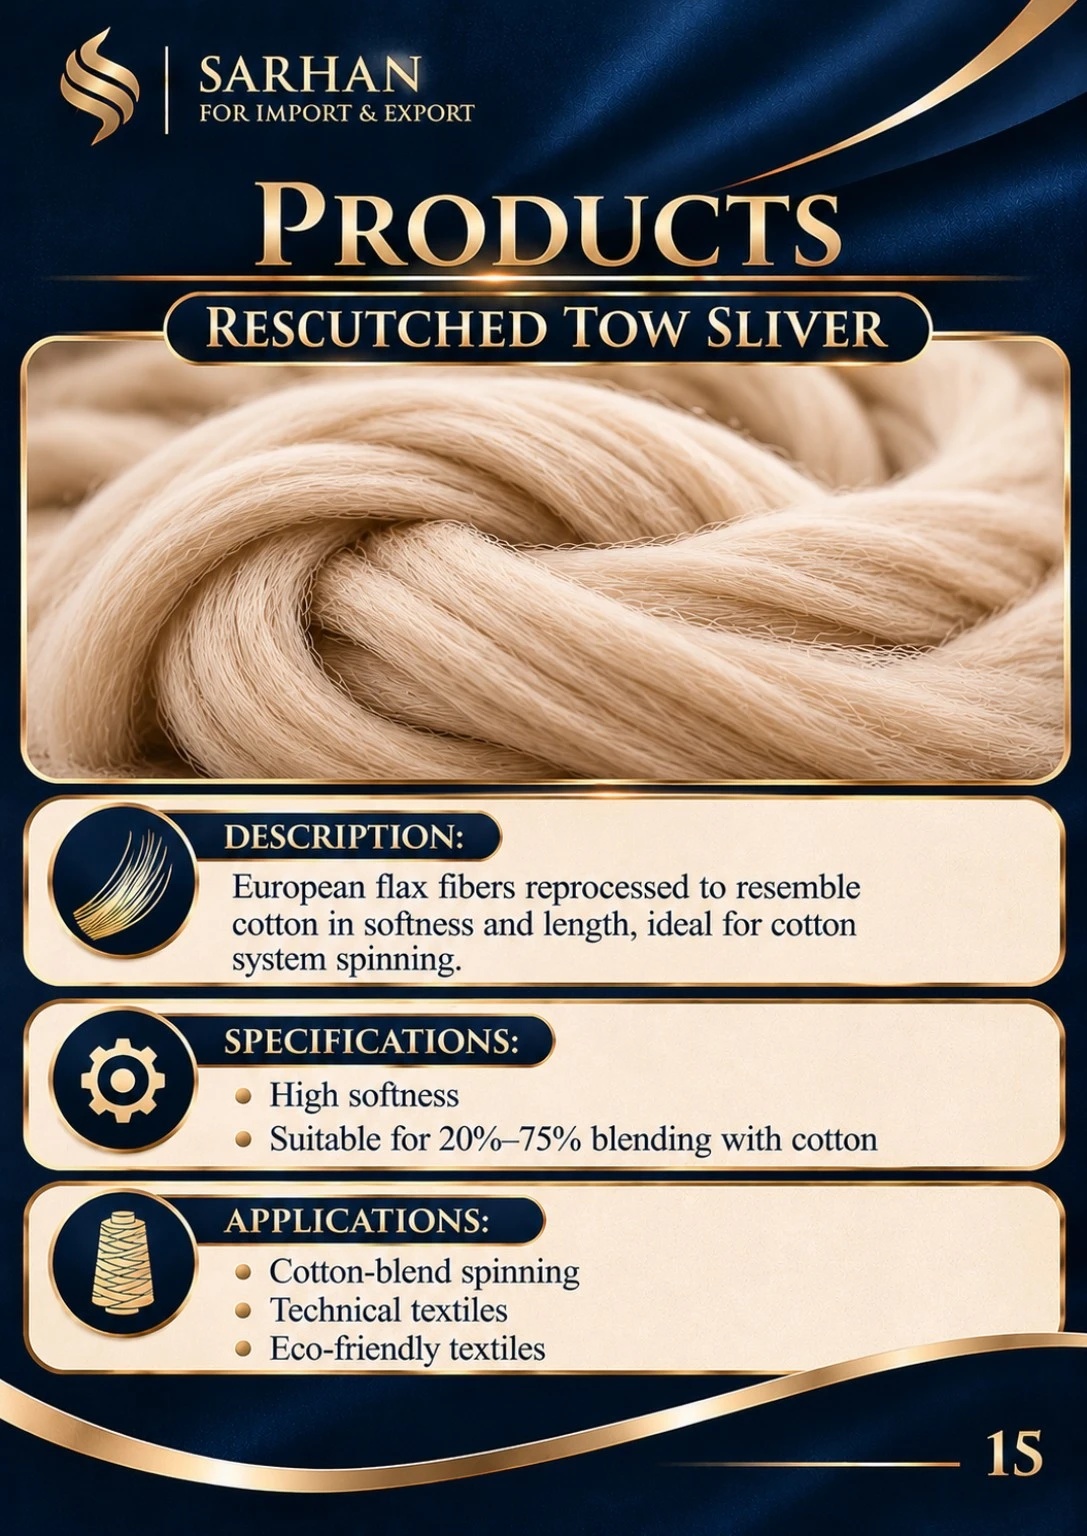 SARHAN
FOR IMPORT & EXPORT
PRODUCTS
RESCUTCHED TOW SLIVER
DESCRIPTION:
European flax fibers reprocessed to resemble
cotton in softness and length, ideal for cotton
system spinning.
SPECIFICATIONS:
High softness
Suitable for 20%–75% blending with cotton
APPLICATIONS:
Cotton-blend spinning
Technical textiles
Eco-friendly textiles
15